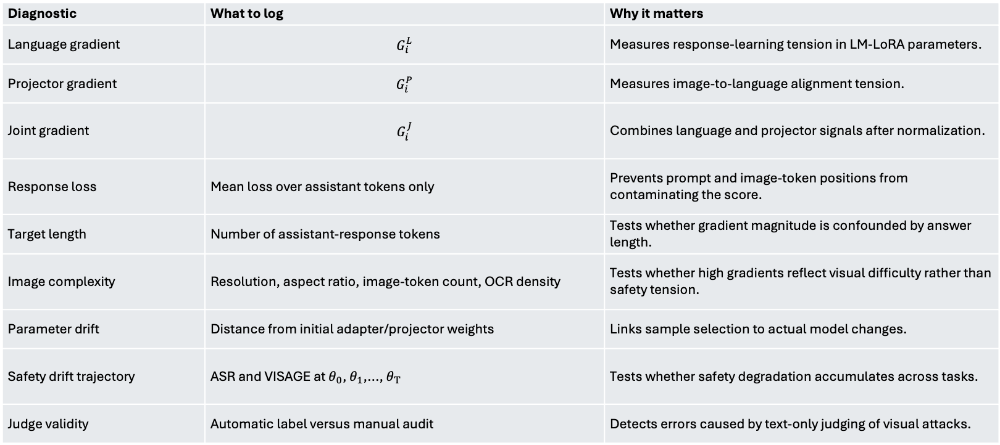 Diagnostic What to log Why it matters
Language gradient $G_i^L$ Measures response-learning tension in LM-LoRA parameters.
Projector gradient $G_i^P$ Measures image-to-language alignment tension.
Joint gradient $G_i^J$ Combines language and projector signals after normalization.
Response loss Mean loss over assistant tokens only Prevents prompt and image-token positions from
contaminating the score.
Target length Number of assistant-response tokens Tests whether gradient magnitude is confounded by answer
length.
Image complexity Resolution, aspect ratio, image-token count, OCR density Tests whether high gradients reflect visual difficulty rather than
safety tension.
Parameter drift Distance from initial adapter/projector weights Links sample selection to actual model changes.
Safety drift trajectory ASR and VISAGE at $\theta_0$, $\theta_1$,..., $\theta_T$ Tests whether safety degradation accumulates across tasks.
Judge validity Automatic label versus manual audit Detects errors caused by text-only judging of visual attacks.